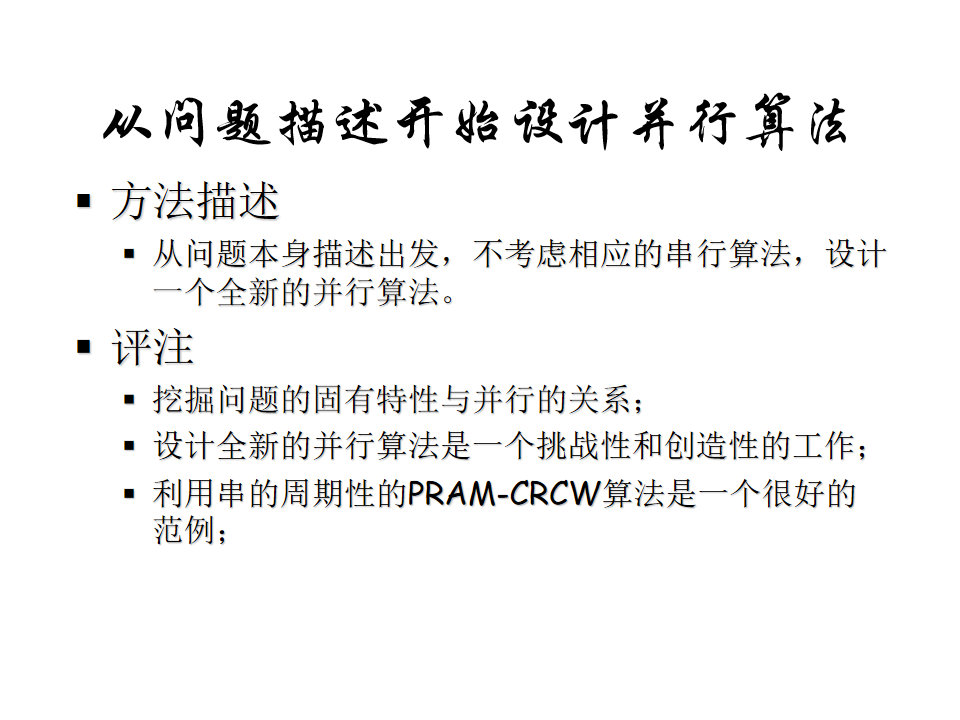 从问题描述开始设计并行算法
▪ 方法描述
▪ 从问题本身描述出发，不考虑相应的串行算法，设计
一个全新的并行算法。
▪ 评注
▪ 挖掘问题的固有特性与并行的关系；
▪ 设计全新的并行算法是一个挑战性和创造性的工作；
▪ 利用串的周期性的PRAM-CRCW算法是一个很好的
范例；